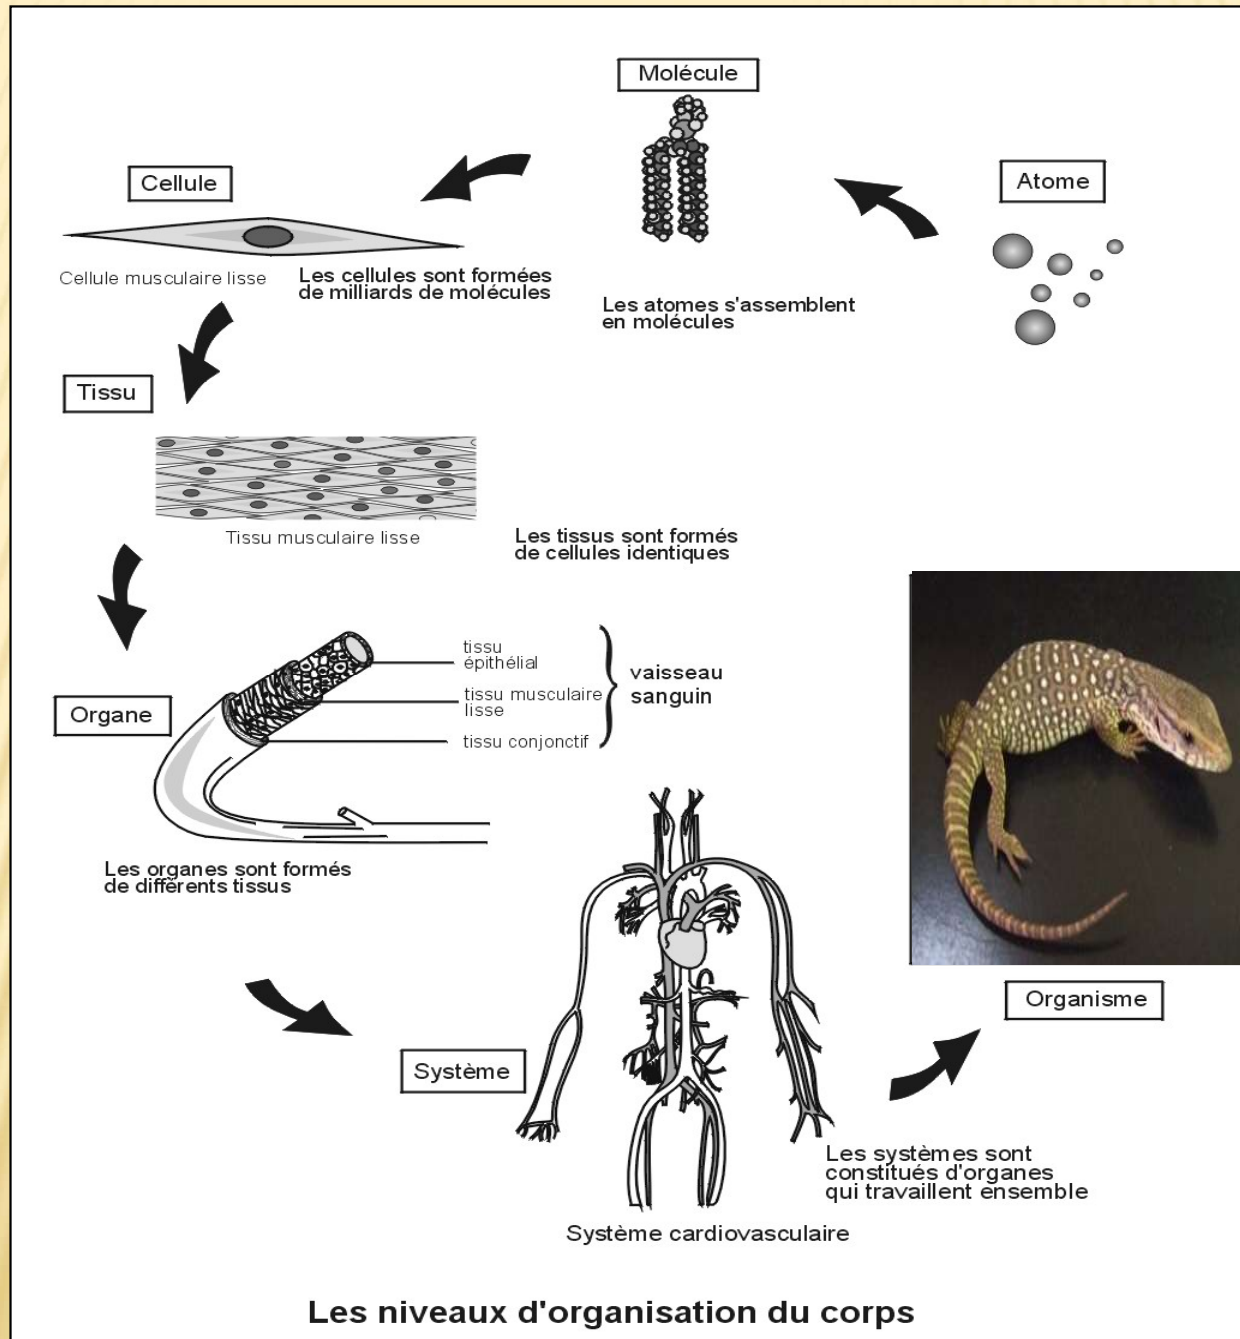 Molécule
Atome
Cellule
Cellule musculaire lisse
Les cellules sont formées
de milliards de molécules
Les atomes s'assemblent
en molécules
Tissu
Tissu musculaire lisse
Les tissus sont formés
de cellules identiques
Organe
tissu
épithélial
tissu musculaire
lisse
tissu conjonctif
vaisseau
sanguin
Les organes sont formés
de différents tissus
Organisme
Système
Les systèmes sont
constitués d'organes
qui travaillent ensemble
Système cardiovasculaire
Les niveaux d'organisation du corps